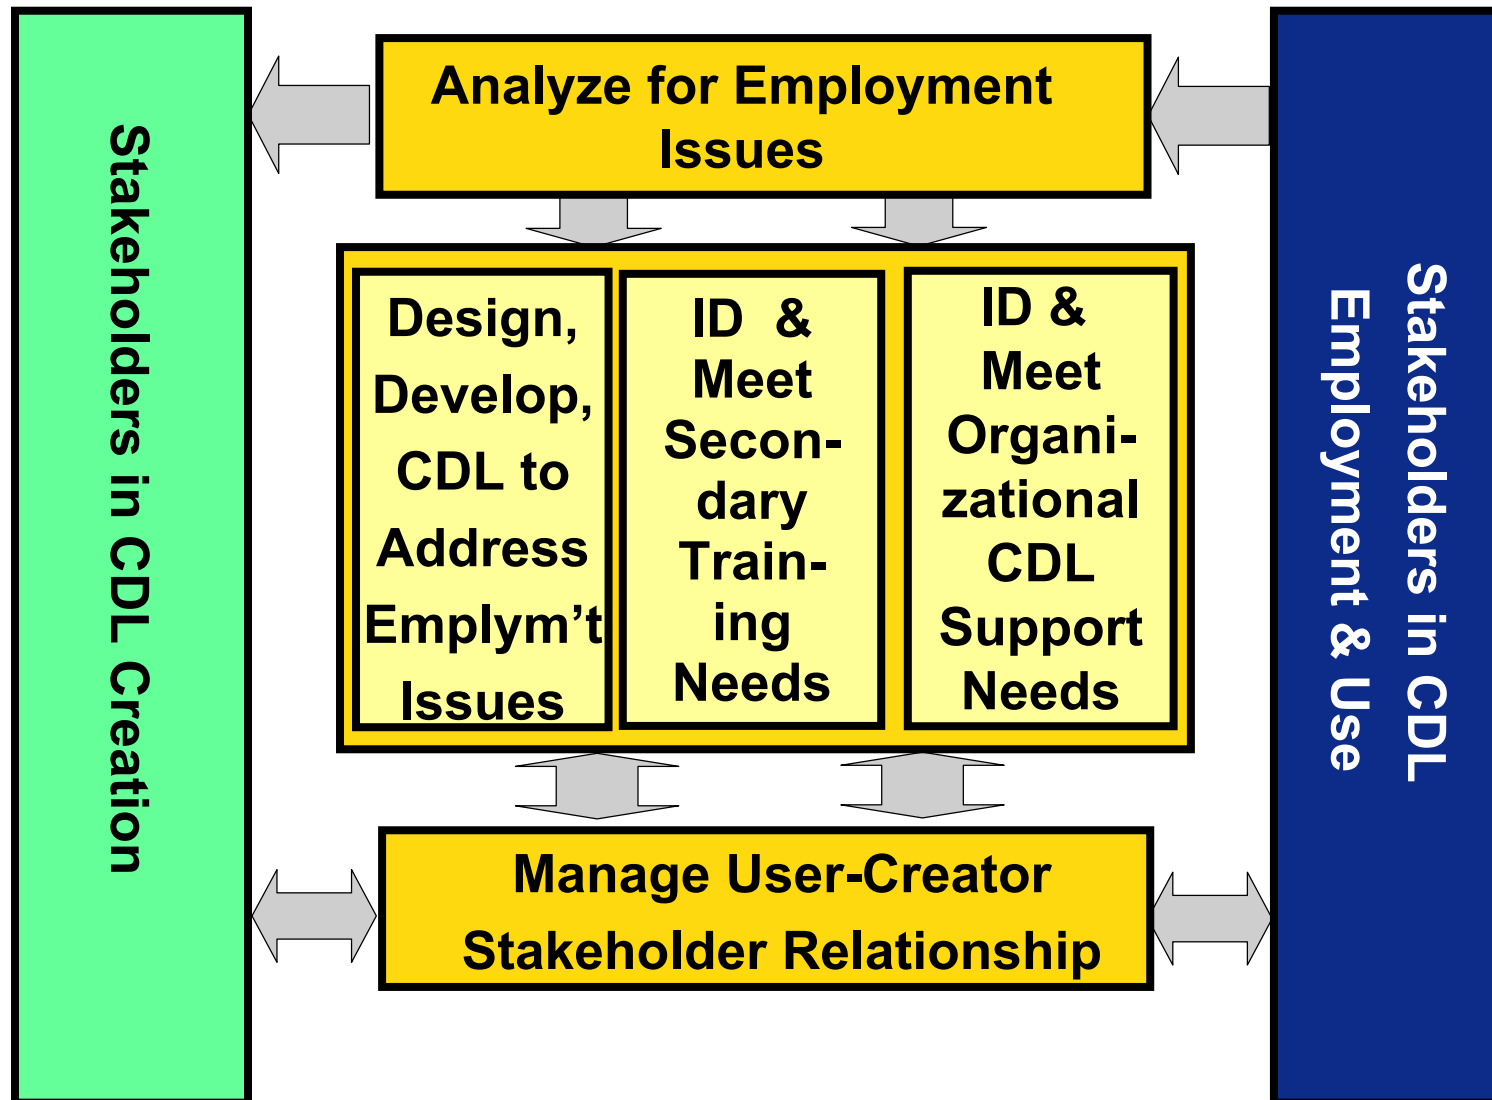 Stakeholders in CDL Creation
Analyze for Employment
Issues
Design,
Develop,
CDL to
Address
Emplym’t
Issues
ID  &
Meet
Secon-
dary
Train-
ing
Needs
ID &
Meet
Organi-
zational
CDL
Support
Needs
Manage User-Creator
Stakeholder Relationship
Stakeholders in CDL
Employment & Use